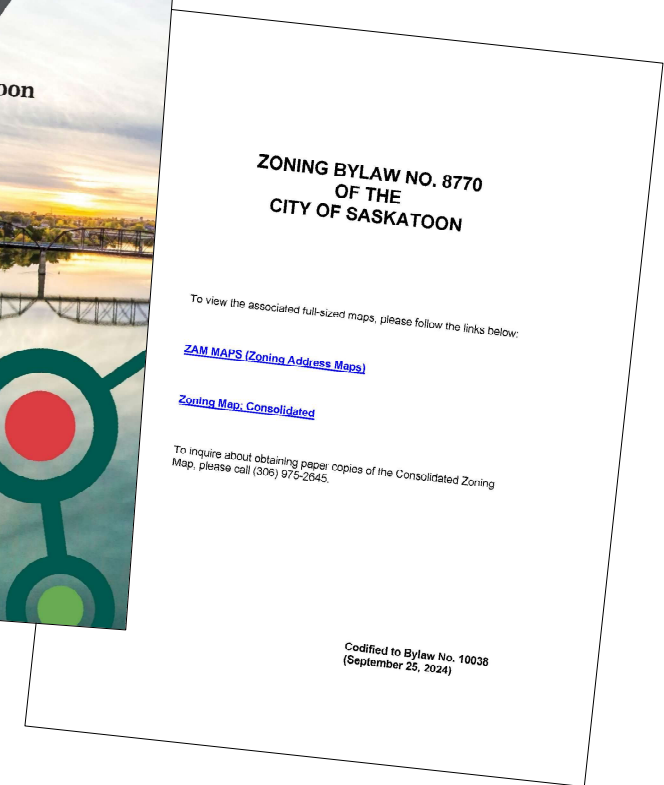 ZONING BYLAW NO. 8770
OF THE
CITY OF SASKATOON
To view the associated full-sized maps, please follow the links below:
ZAM MAPS (Zoning Address Maps)
Zoning Map; Consolidated
To inquire about obtaining paper copies of the Consolidated Zoning
Map, please call (306) 975-2645.
Codified to Bylaw No. 10036
(September 25, 2024)